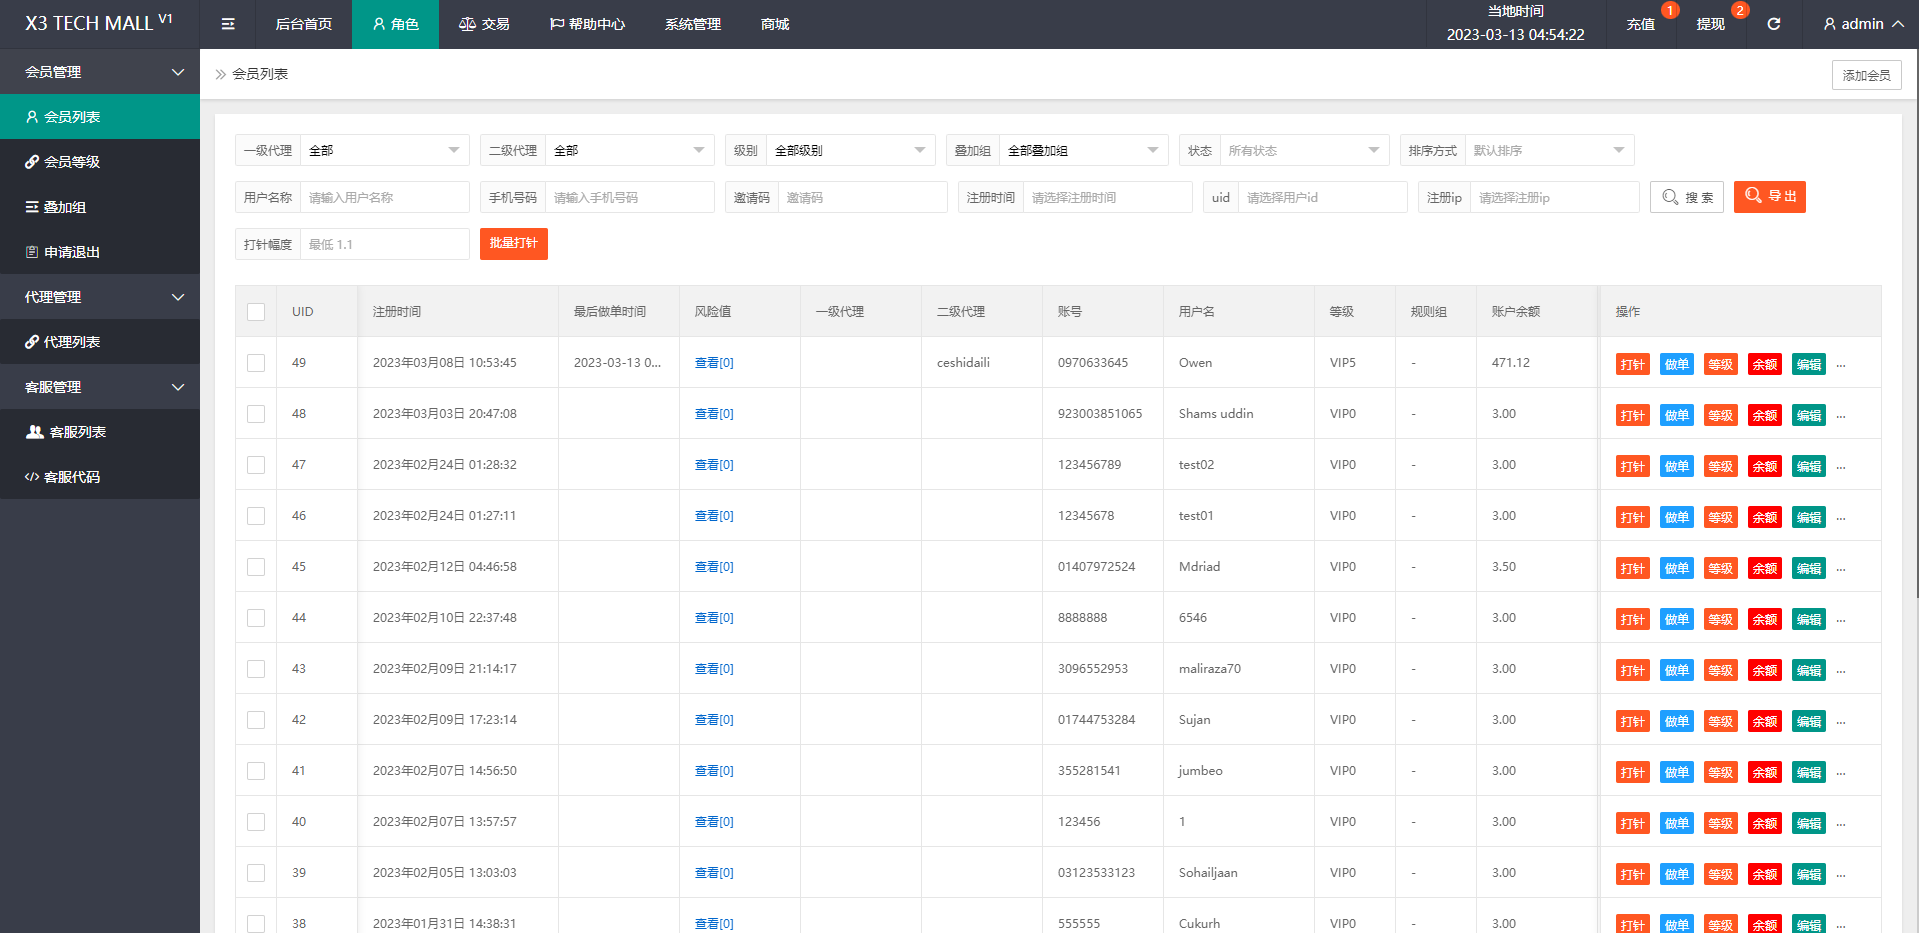 X3 TECH MALL V1
后台首页
角色
交易
帮助中心
系统管理
商城
当地时间
2023-03-13 04:54:22
充值 1
提现 2
admin
会员管理
会员列表
会员等级
叠加组
申请退出
代理管理
代理列表
客服管理
客服列表
客服代码
会员列表
添加会员
一级代理 全部
二级代理 全部
级别 全部级别
叠加组 全部叠加组
状态 所有状态
排序方式 默认排序
用户名称 请输入用户名称
手机号码 请输入手机号码
邀请码 邀请码
注册时间 请选择注册时间
uid 请选择用户id
注册ip 请选择注册ip
搜 索
导 出
打针幅度 最低 1.1
批量打针
UID 注册时间 最后做单时间 风险值 一级代理 二级代理 账号 用户名 等级 规则组 账户余额 操作
49 2023年03月08日 10:53:45 2023-03-13 0... 查看[0] ceshidaili 0970633645 Owen VIP5 - 471.12 打针 做单 等级 余额 编辑 ...
48 2023年03月03日 20:47:08 查看[0] 923003851065 Shams uddin VIP0 - 3.00 打针 做单 等级 余额 编辑 ...
47 2023年02月24日 01:28:32 查看[0] 123456789 test02 VIP0 - 3.00 打针 做单 等级 余额 编辑 ...
46 2023年02月24日 01:27:11 查看[0] 12345678 test01 VIP0 - 3.00 打针 做单 等级 余额 编辑 ...
45 2023年02月12日 04:46:58 查看[0] 01407972524 Mdriad VIP0 - 3.50 打针 做单 等级 余额 编辑 ...
44 2023年02月10日 22:37:48 查看[0] 8888888 6546 VIP0 - 3.00 打针 做单 等级 余额 编辑 ...
43 2023年02月09日 21:14:17 查看[0] 3096552953 maliraza70 VIP0 - 3.00 打针 做单 等级 余额 编辑 ...
42 2023年02月09日 17:23:14 查看[0] 01744753284 Sujan VIP0 - 3.00 打针 做单 等级 余额 编辑 ...
41 2023年02月07日 14:56:50 查看[0] 355281541 jumbeo VIP0 - 3.00 打针 做单 等级 余额 编辑 ...
40 2023年02月07日 13:57:57 查看[0] 123456 1 VIP0 - 3.00 打针 做单 等级 余额 编辑 ...
39 2023年02月05日 13:03:03 查看[0] 03123533123 Sohailjaan VIP0 - 3.00 打针 做单 等级 余额 编辑 ...
38 2023年01月31日 14:38:31 查看[0] 555555 Cukurh VIP0 - 3.00 打针 做单 等级 余额 编辑 ...